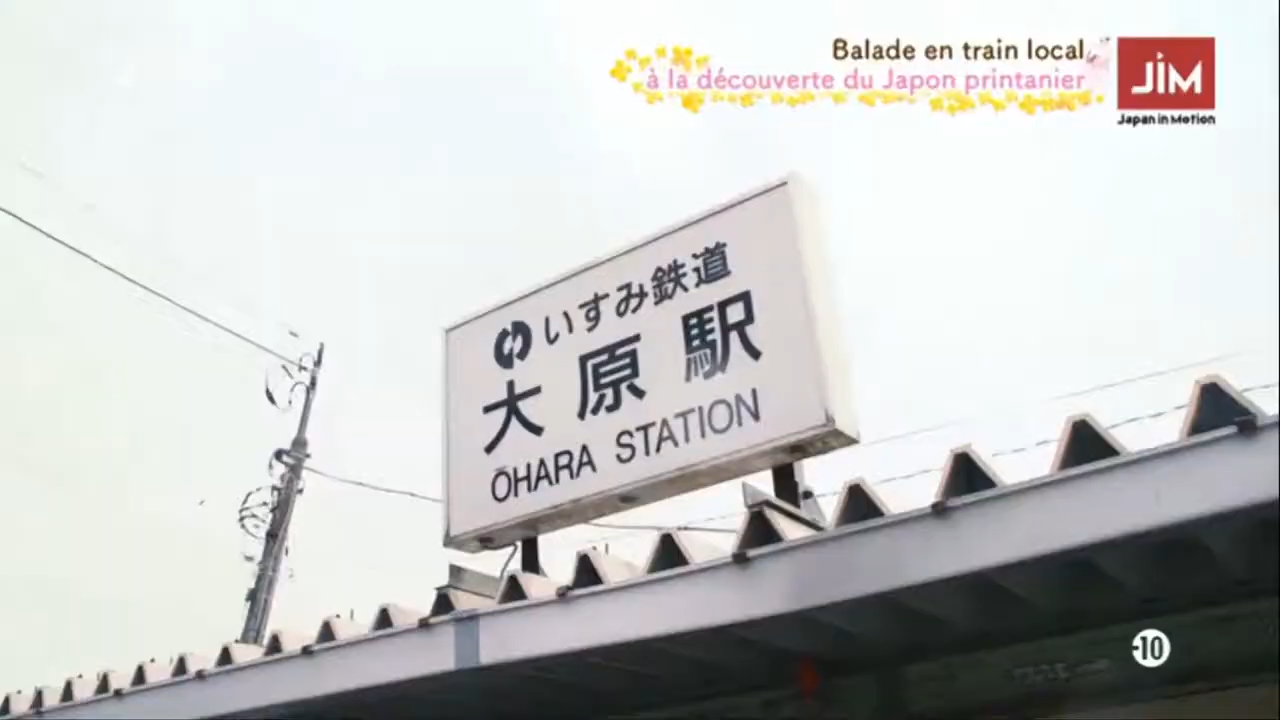 Balade en train local
à la découverte du Japon printanier
JIM
Japan in Motion
いすみ鉄道
大原駅
ŌHARA STATION
-10